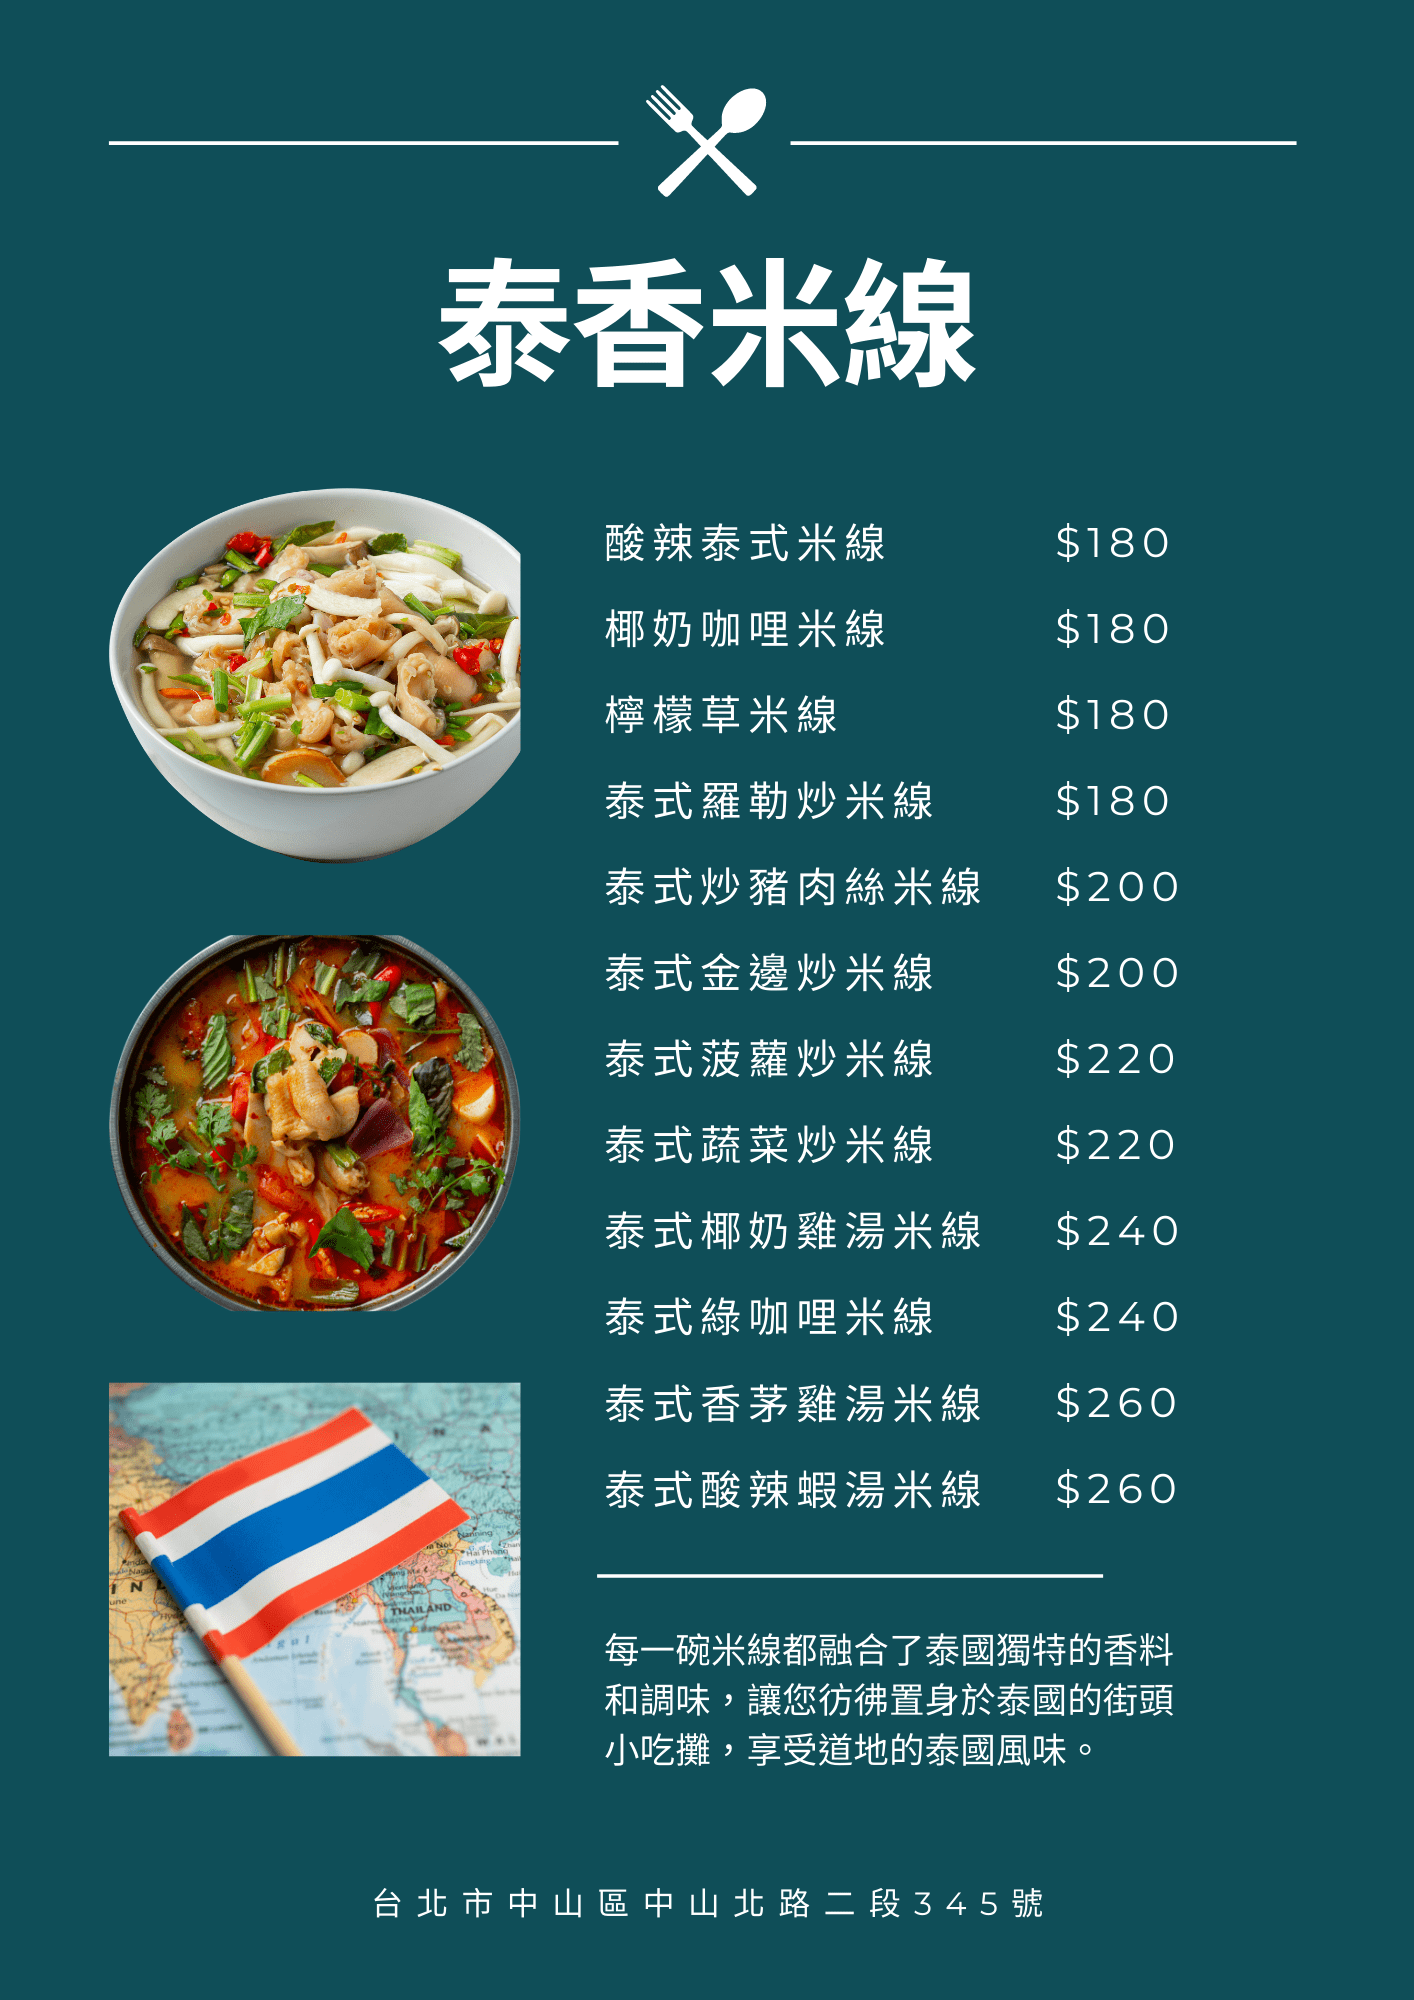 泰香米線
酸辣泰式米線 $180
椰奶咖哩米線 $180
檸檬草米線 $180
泰式羅勒炒米線 $180
泰式炒豬肉絲米線 $200
泰式金邊炒米線 $200
泰式菠蘿炒米線 $220
泰式蔬菜炒米線 $220
泰式椰奶雞湯米線 $240
泰式綠咖哩米線 $240
泰式香茅雞湯米線 $260
泰式酸辣蝦湯米線 $260
THAILAND
每一碗米線都融合了泰國獨特的香料
和調味，讓您彷彿置身於泰國的街頭
小吃攤，享受道地的泰國風味。
台北市中山區中山北路二段345號